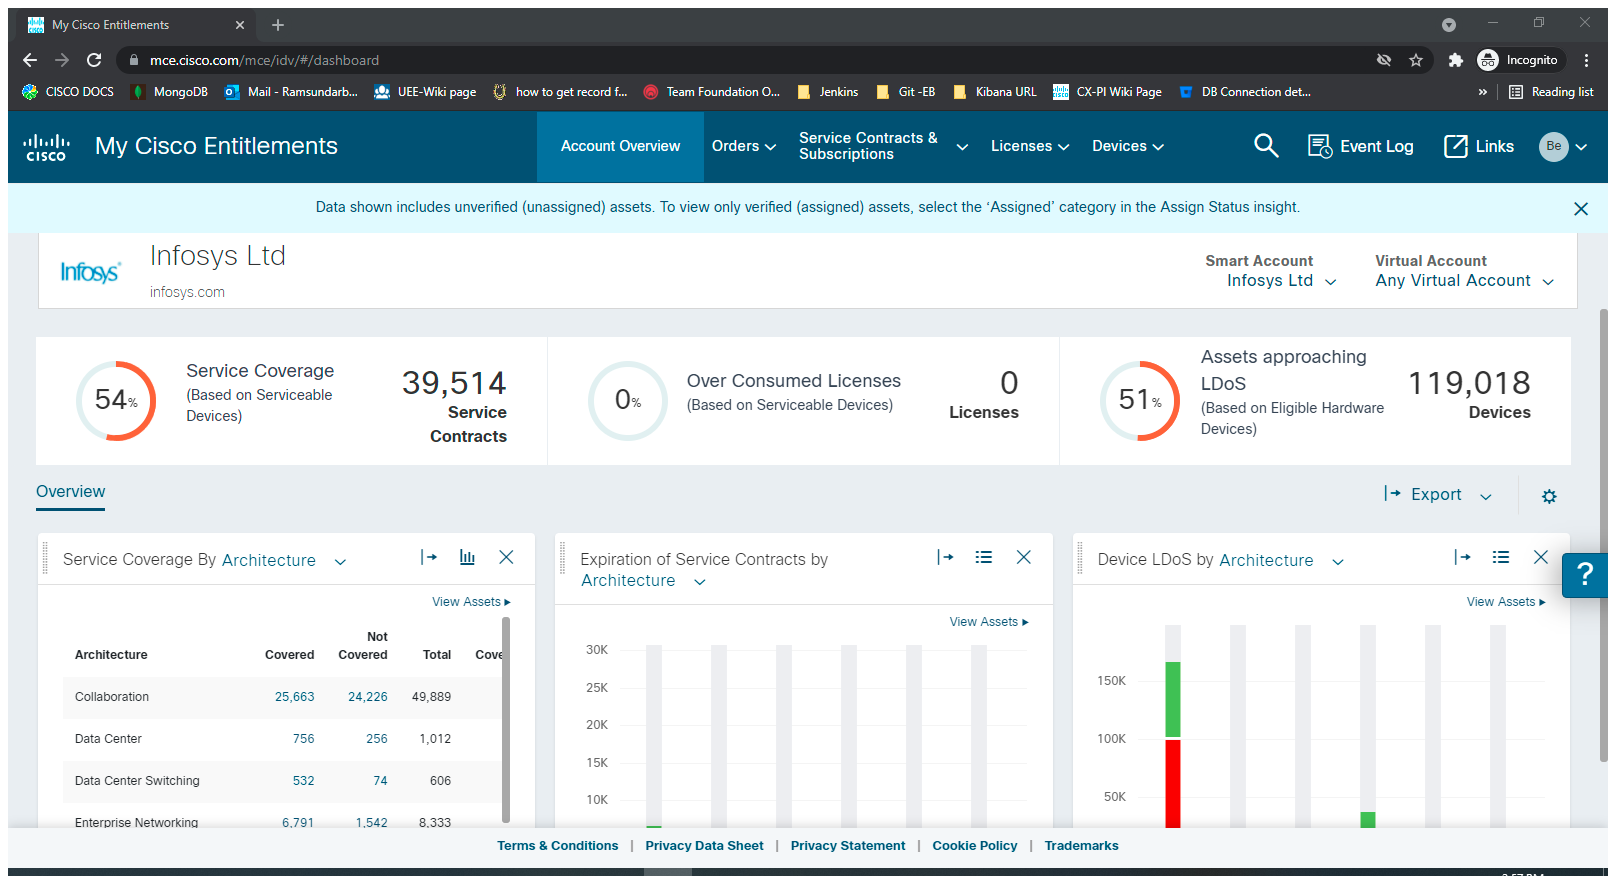 My Cisco Entitlements
mce.cisco.com/mce/idv/#/dashboard
Incognito
CISCO DOCS MongoDB Mail - Ramsundarb... UEE-Wiki page how to get record f... Team Foundation O... Jenkins Git -EB Kibana URL CX-PI Wiki Page DB Connection det... » Reading list
CISCO
My Cisco Entitlements
Account Overview
Orders
Service Contracts &
Subscriptions
Licenses
Devices
Event Log
Links
Be
Data shown includes unverified (unassigned) assets. To view only verified (assigned) assets, select the ‘Assigned’ category in the Assign Status insight.
Infosys®
Infosys Ltd
infosys.com
Smart Account
Infosys Ltd
Virtual Account
Any Virtual Account
54%
Service Coverage
(Based on Serviceable
Devices)
39,514
Service
Contracts
0%
Over Consumed Licenses
(Based on Serviceable Devices)
0
Licenses
51%
Assets approaching
LDoS
(Based on Eligible Hardware
Devices)
119,018
Devices
Overview
Export
Service Coverage By Architecture
View Assets
Architecture Covered Not Covered Total Cove
Collaboration 25,663 24,226 49,889
Data Center 756 256 1,012
Data Center Switching 532 74 606
Enterprise Networking 6,791 1,542 8,333
Expiration of Service Contracts by
Architecture
View Assets
30K
25K
20K
15K
10K
Device LDoS by Architecture
View Assets
150K
100K
50K
?
Terms & Conditions | Privacy Data Sheet | Privacy Statement | Cookie Policy | Trademarks